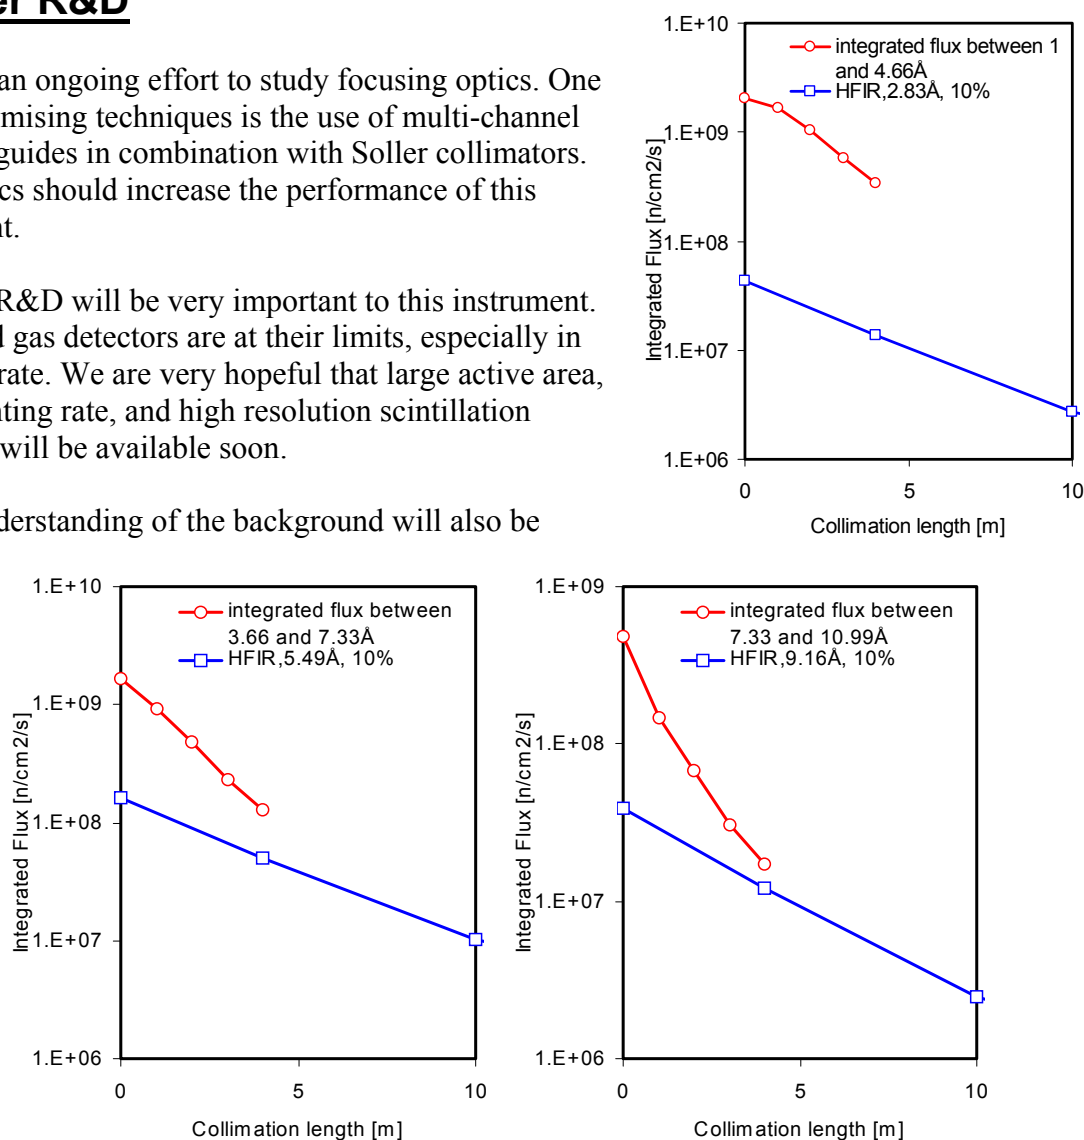 er R&D
an ongoing effort to study focusing optics. One
mising techniques is the use of multi-channel
guides in combination with Soller collimators.
cs should increase the performance of this
nt.
R&D will be very important to this instrument.
d gas detectors are at their limits, especially in
rate. We are very hopeful that large active area,
nting rate, and high resolution scintillation
will be available soon.
derstanding of the background will also be
1.E+10
1.E+09
1.E+08
1.E+07
1.E+06
Integrated Flux [n/cm2/s]
integrated flux between 1
and 4.66Å
HFIR,2.83Å, 10%
0 5 10
Collimation length [m]
1.E+10
1.E+09
1.E+08
1.E+07
1.E+06
Integrated Flux [n/cm2/s]
integrated flux between
3.66 and 7.33Å
HFIR,5.49Å, 10%
0 5 10
Collimation length [m]
1.E+09
1.E+08
1.E+07
1.E+06
Integrated Flux [n/cm2/s]
integrated flux between
7.33 and 10.99Å
HFIR,9.16Å, 10%
0 5 10
Collimation length [m]